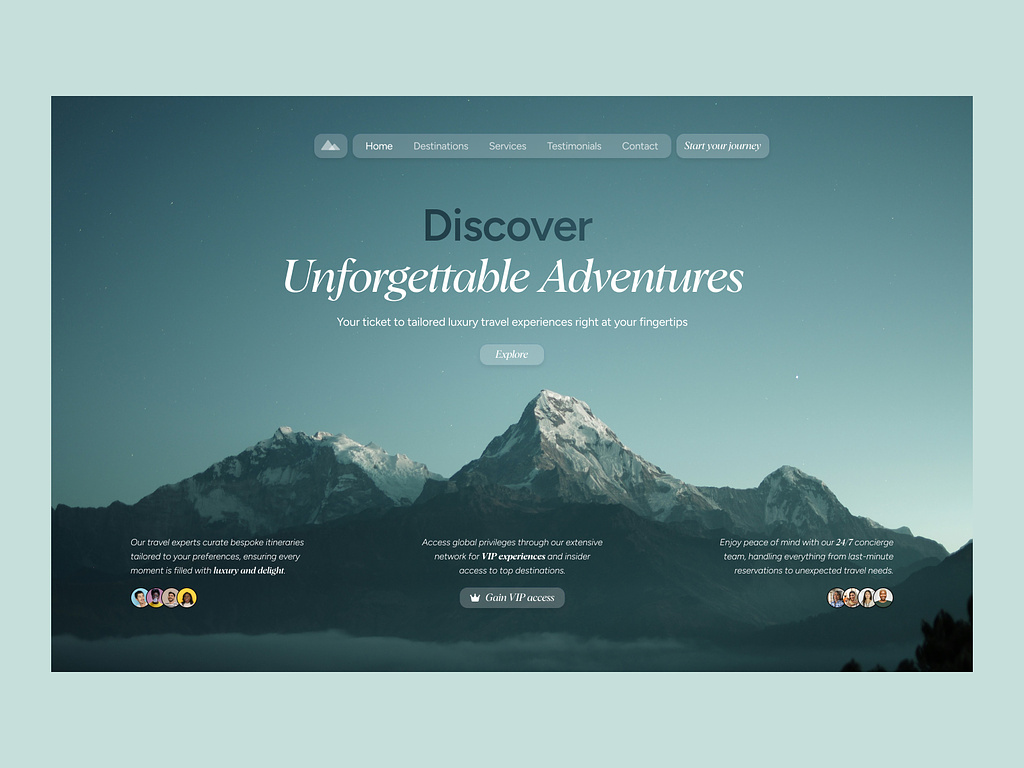 Home Destinations Services Testimonials Contact Start your journey
Discover
Unforgettable Adventures
Your ticket to tailored luxury travel experiences right at your fingertips
Explore
Our travel experts curate bespoke itineraries
tailored to your preferences, ensuring every
moment is filled with luxury and delight.
Access global privileges through our extensive
network for VIP experiences and insider
access to top destinations.
Gain VIP access
Enjoy peace of mind with our 24/7 concierge
team, handling everything from last-minute
reservations to unexpected travel needs.